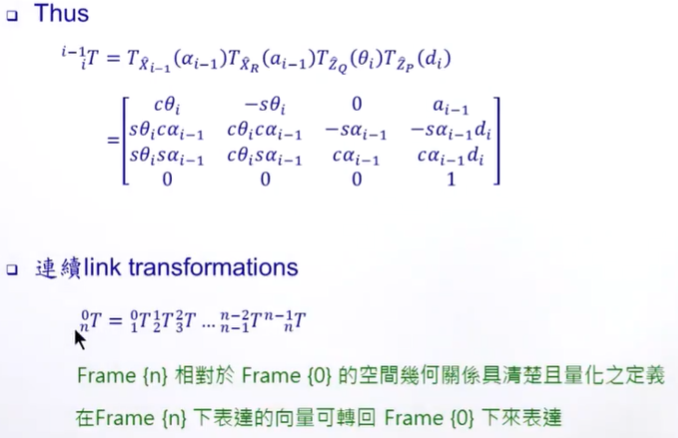 □ Thus
$^{i-1}_{i}T = T_{\hat{X}_{i-1}}(\alpha_{i-1})T_{\hat{X}_R}(a_{i-1})T_{\hat{Z}_Q}(\theta_i)T_{\hat{Z}_P}(d_i)$
$= \begin{bmatrix} c\theta_i & -s\theta_i & 0 & a_{i-1} \\ s\theta_i c\alpha_{i-1} & c\theta_i c\alpha_{i-1} & -s\alpha_{i-1} & -s\alpha_{i-1}d_i \\ s\theta_i s\alpha_{i-1} & c\theta_i s\alpha_{i-1} & c\alpha_{i-1} & c\alpha_{i-1}d_i \\ 0 & 0 & 0 & 1 \end{bmatrix}$
□ 連續link transformations
$^{0}_{n}T = {}^{0}_{1}T\,{}^{1}_{2}T\,{}^{2}_{3}T \ldots {}^{n-2}_{n-1}T\,{}^{n-1}_{n}T$
Frame {n} 相對於 Frame {0} 的空間幾何關係具清楚且量化之定義
在Frame {n} 下表達的向量可轉回 Frame {0} 下來表達